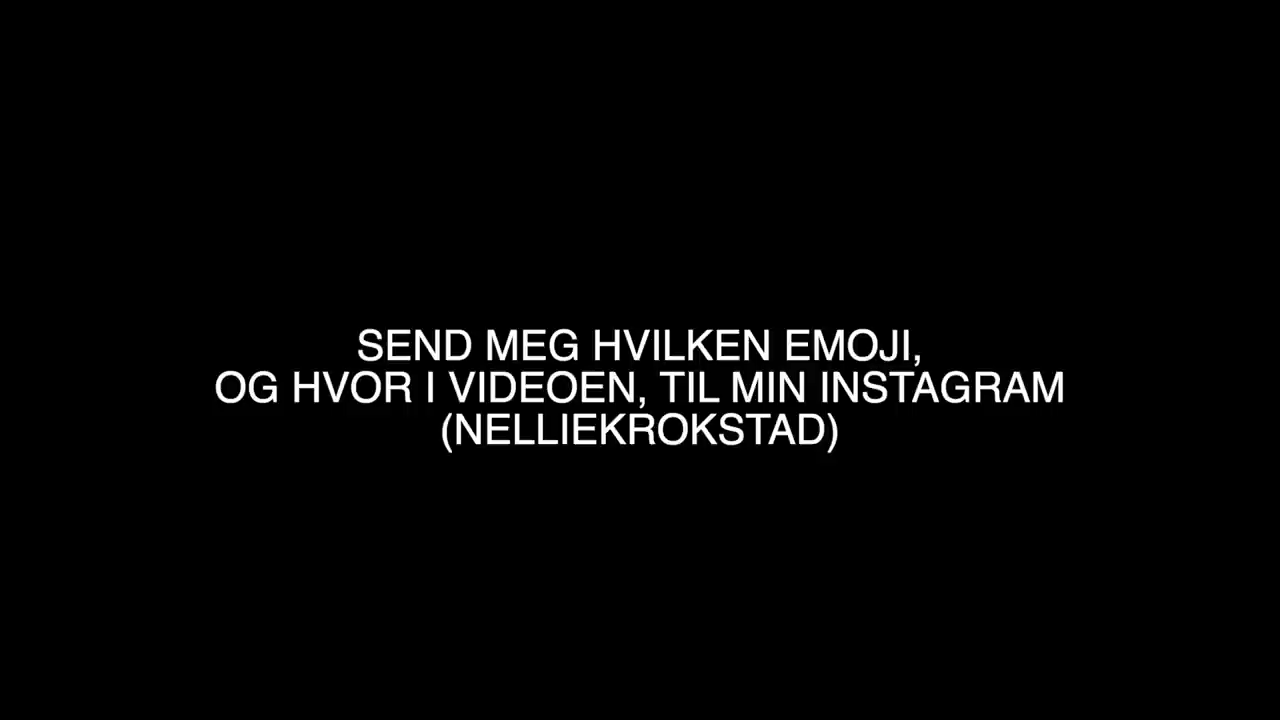 SEND MEG HVILKEN EMOJI,
OG HVOR I VIDEOEN, TIL MIN INSTAGRAM
(NELLIEKROKSTAD)